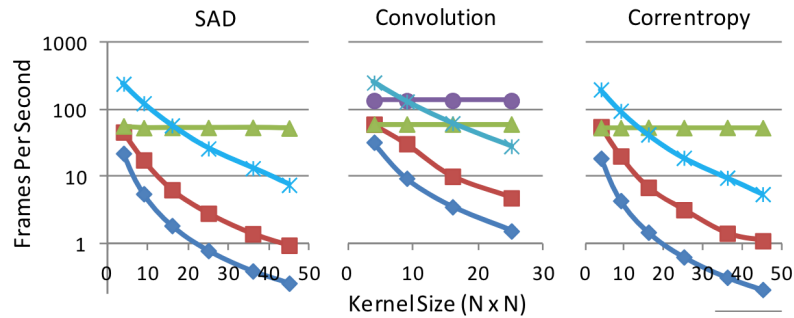 SAD
Convolution
Correntropy
Frames Per Second
1000
100
10
1
0 10 20 30 40 50
0 10 20 30
0 10 20 30 40 50
Kernel Size (N x N)